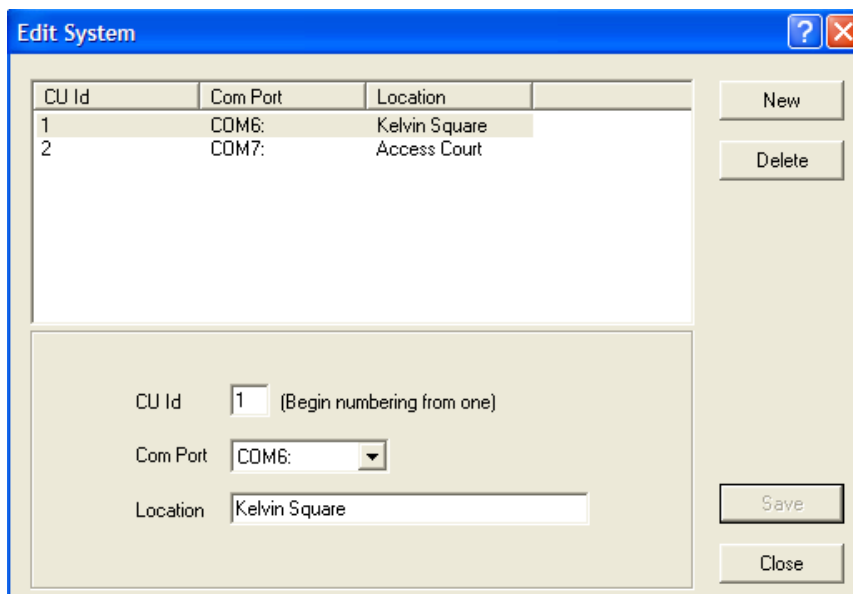 Edit System
CU Id Com Port Location
New
1 COM6: Kelvin Square
2 COM7: Access Court
Delete
CU Id 1 (Begin numbering from one)
Com Port COM6:
Location Kelvin Square
Save
Close